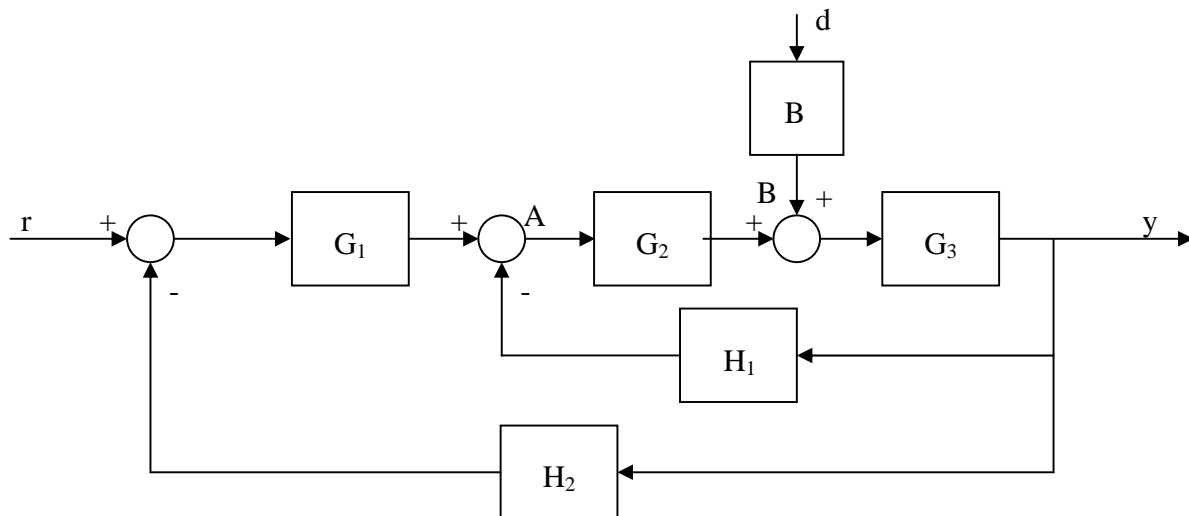 d
B
B +
r + G₁ + A G₂ + G₃ y
- -
H₁
H₂